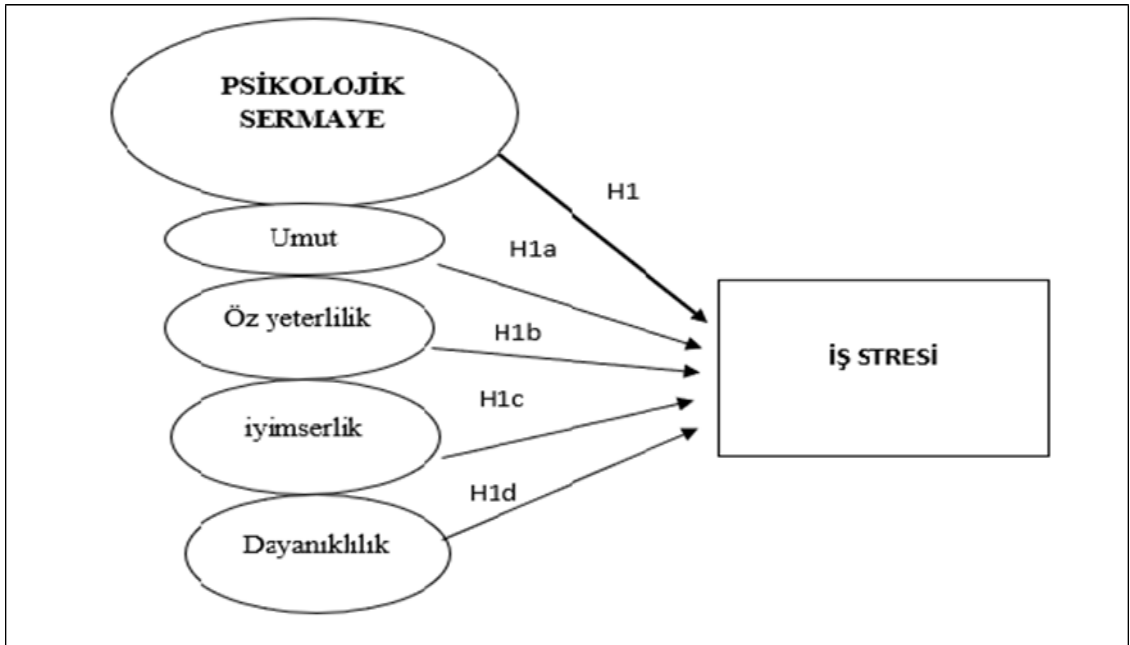 PSİKOLOJİK
SERMAYE
H1
Umut
H1a
Öz yeterlilik
H1b
İŞ STRESİ
H1c
iyimserlik
H1d
Dayanıklılık